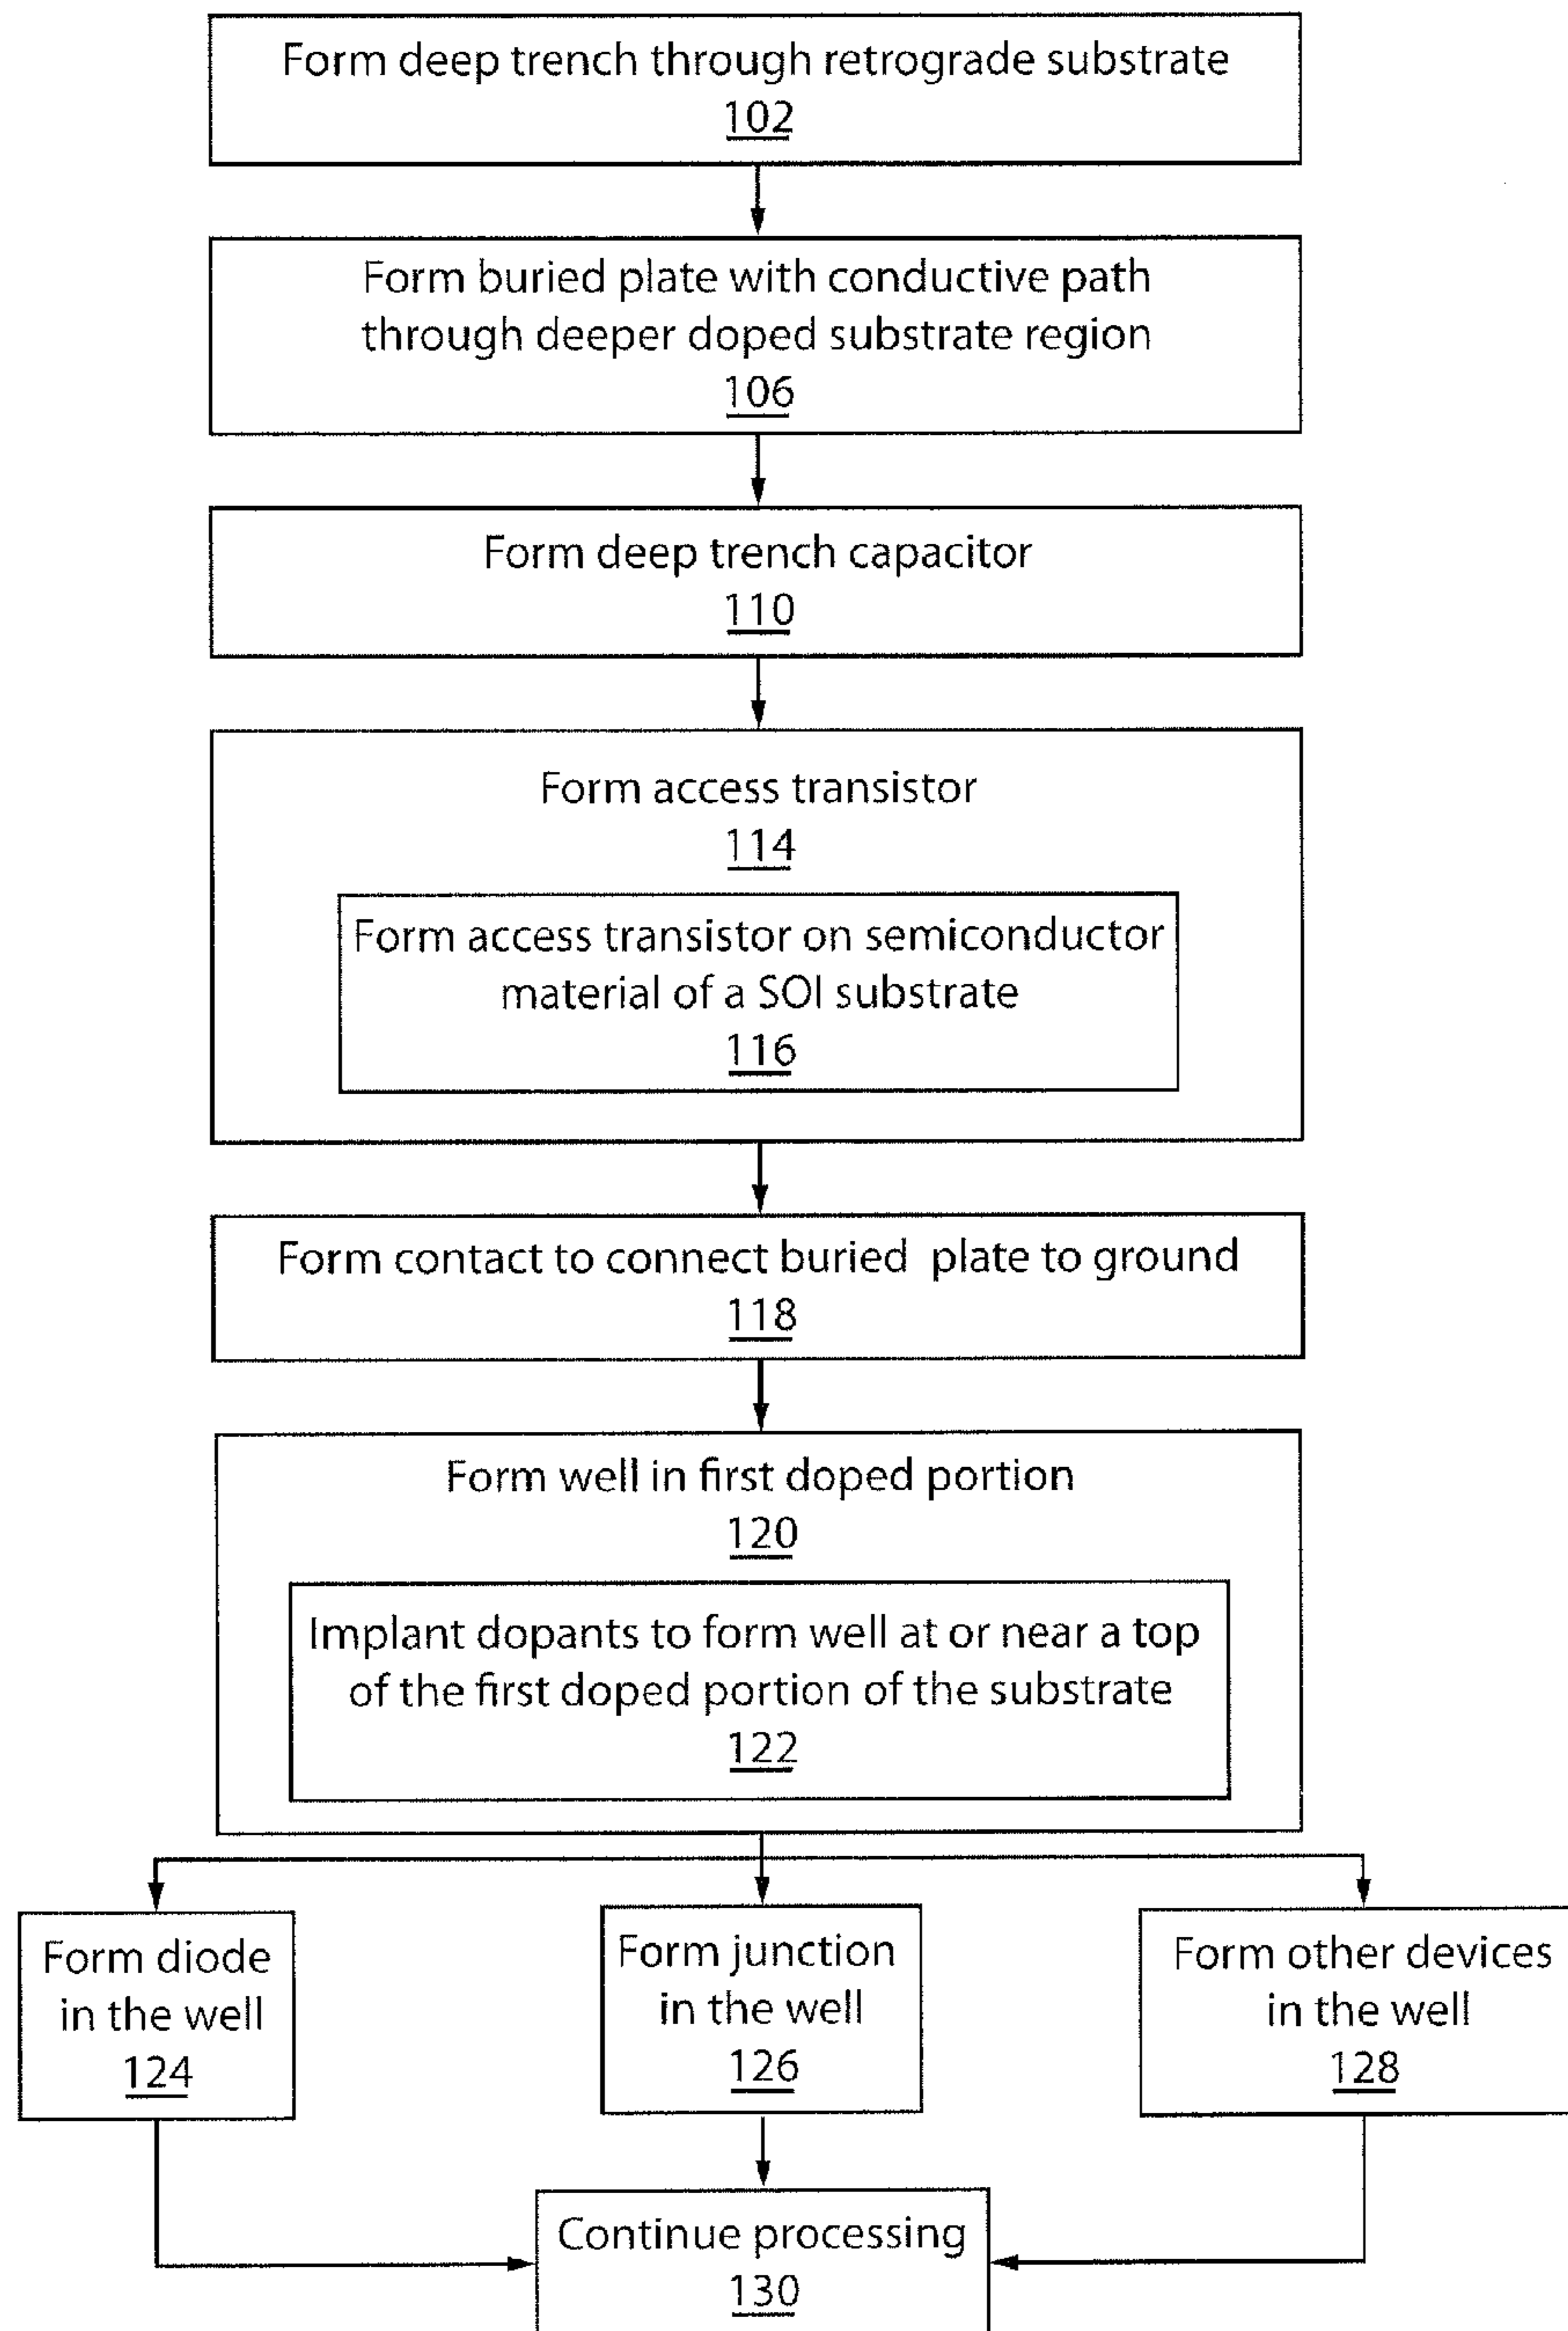 Form deep trench through retrograde substrate
102
Form buried plate with conductive path
through deeper doped substrate region
106
Form deep trench capacitor
110
Form access transistor
114
Form access transistor on semiconductor
material of a SOI substrate
116
Form contact to connect buried plate to ground
118
Form well in first doped portion
120
Implant dopants to form well at or near a top
of the first doped portion of the substrate
122
Form diode
in the well
124
Form junction
in the well
126
Form other devices
in the well
128
Continue processing
130